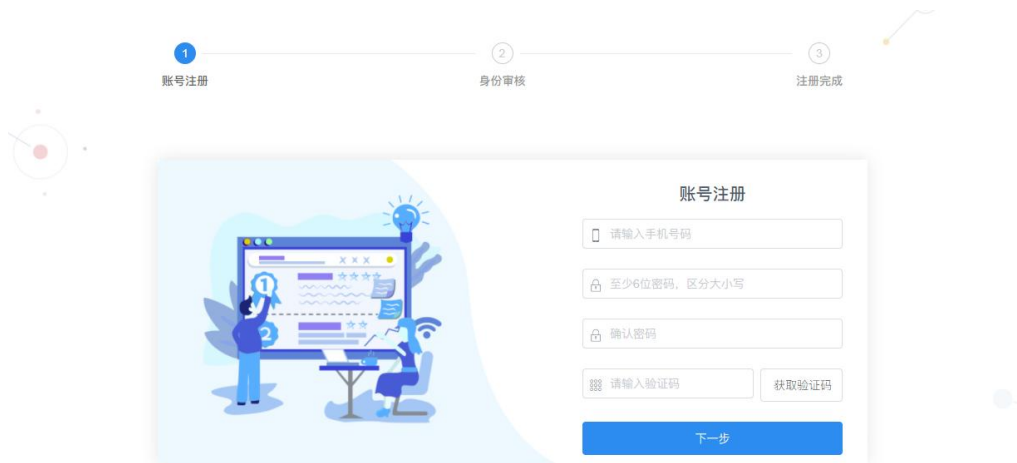 1
2
3
账号注册
身份审核
注册完成
账号注册
请输入手机号码
至少6位密码，区分大小写
确认密码
请输入验证码
获取验证码
下一步
X X X
1
2